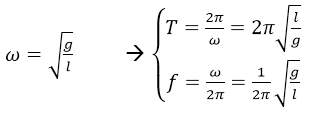 ω = √(g/l) → { T = 2π/ω = 2π√(l/g)
f = ω/2π = 1/2π √(g/l)